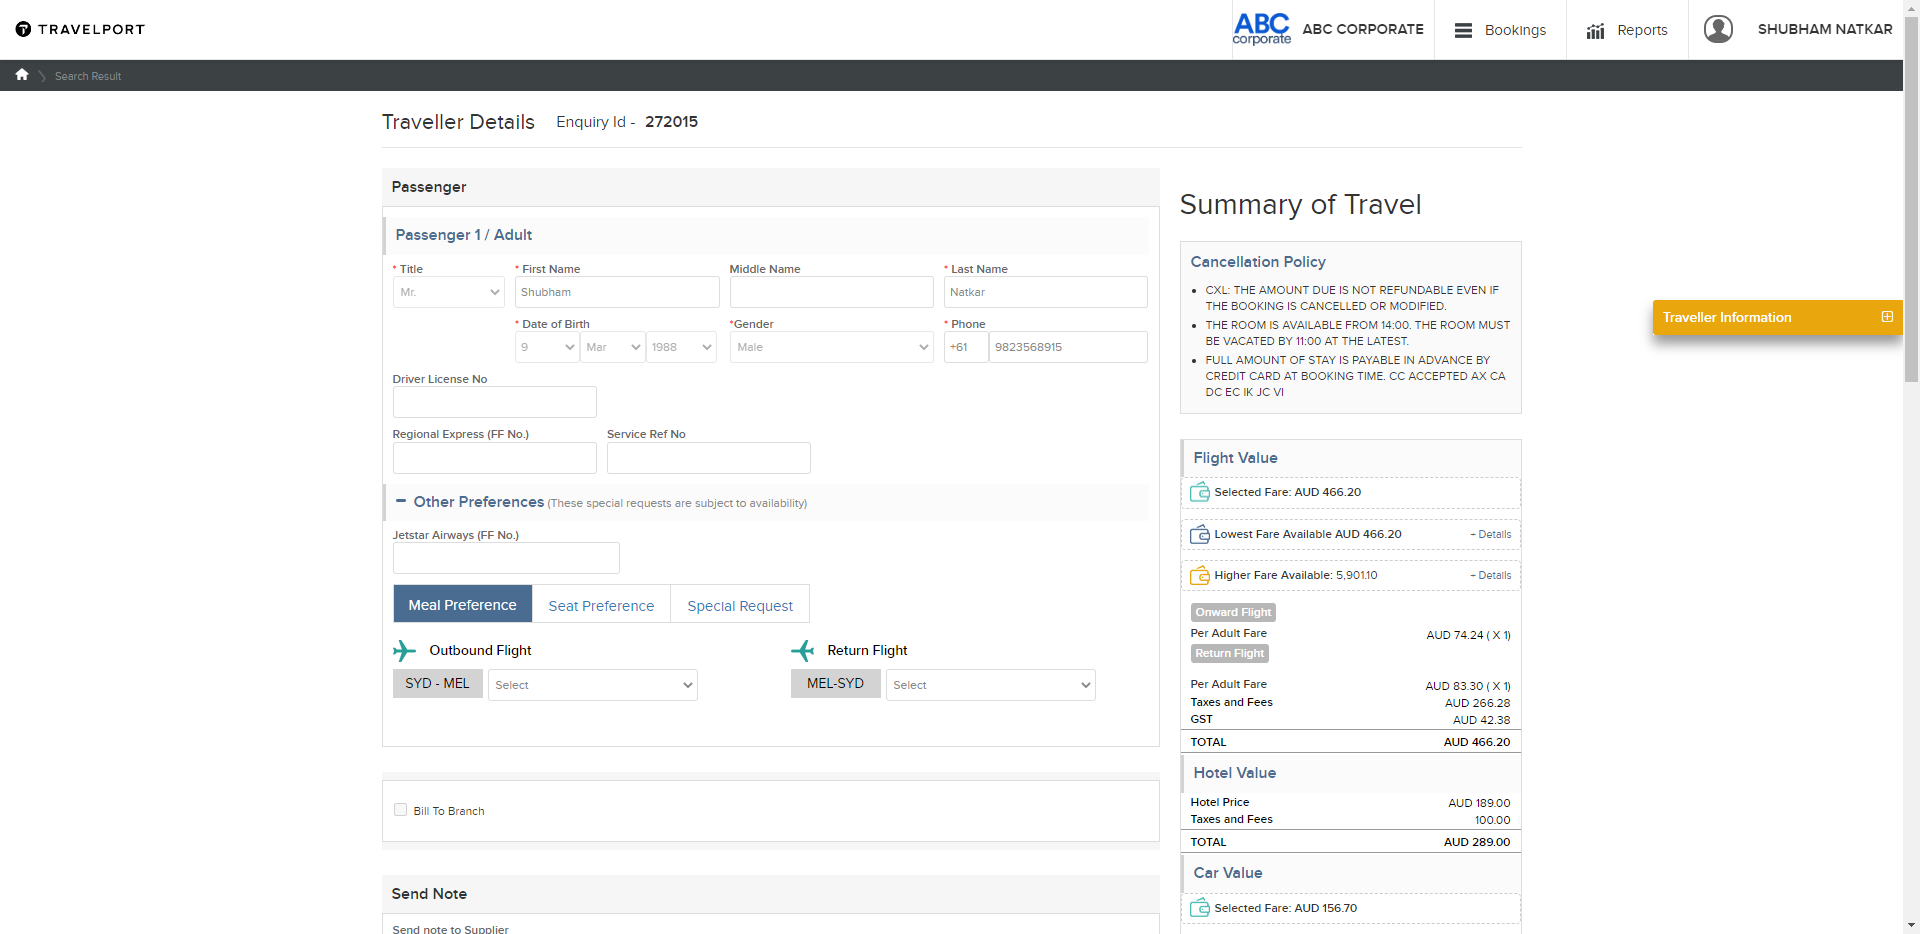 TRAVELPORT
ABC corporate
ABC CORPORATE
Bookings
Reports
SHUBHAM NATKAR
Search Result
Traveller Details
Enquiry Id - 272015
Passenger
Passenger 1 / Adult
* Title
* First Name
Middle Name
* Last Name
Mr.
Shubham
Natkar
* Date of Birth
*Gender
* Phone
9
Mar
1988
Male
+61
9823568915
Driver License No
Regional Express (FF No.)
Service Ref No
Other Preferences (These special requests are subject to availability)
Jetstar Airways (FF No.)
Meal Preference
Seat Preference
Special Request
Outbound Flight
Return Flight
SYD - MEL
Select
MEL-SYD
Select
Bill To Branch
Send Note
Send note to Supplier
Summary of Travel
Cancellation Policy
CXL: THE AMOUNT DUE IS NOT REFUNDABLE EVEN IF
THE BOOKING IS CANCELLED OR MODIFIED.
THE ROOM IS AVAILABLE FROM 14:00. THE ROOM MUST
BE VACATED BY 11:00 AT THE LATEST.
FULL AMOUNT OF STAY IS PAYABLE IN ADVANCE BY
CREDIT CARD AT BOOKING TIME. CC ACCEPTED AX CA
DC EC IK JC VI
Flight Value
Selected Fare: AUD 466.20
Lowest Fare Available AUD 466.20
+ Details
Higher Fare Available: 5,901.10
+ Details
Onward Flight
Per Adult Fare
AUD 74.24 ( X 1)
Return Flight
Per Adult Fare
AUD 83.30 ( X 1)
Taxes and Fees
AUD 266.28
GST
AUD 42.38
TOTAL
AUD 466.20
Hotel Value
Hotel Price
AUD 189.00
Taxes and Fees
100.00
TOTAL
AUD 289.00
Car Value
Selected Fare: AUD 156.70
Traveller Information